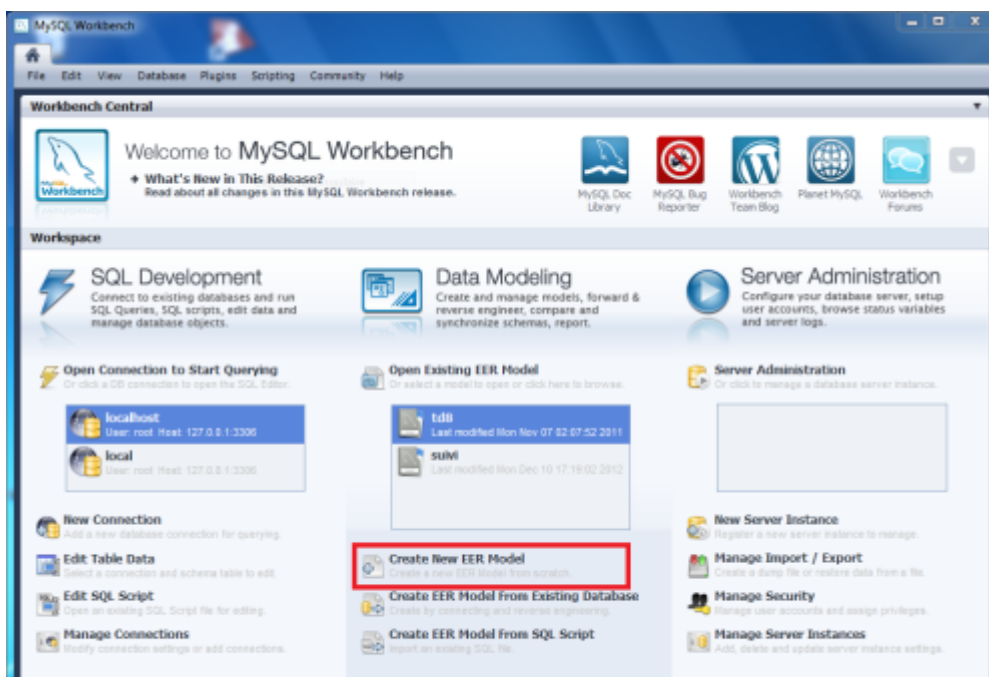 MySQL Workbench
File Edit View Database Plugins Scripting Community Help
Workbench Central
Welcome to MySQL Workbench
What's New in This Release?
Read about all changes in this MySQL Workbench release.
MySQL Workbench
MySQL Doc Library
MySQL Bug Reporter
Workbench Team Blog
Planet MySQL
Workbench Forums
Workspace
SQL Development
Connect to existing databases and run
SQL Queries, SQL scripts, edit data and
manage database objects.
Data Modeling
Create and manage models, forward &
reverse engineer, compare and
synchronize schemas, report.
Server Administration
Configure your database server, setup
user accounts, browse status variables
and server logs.
Open Connection to Start Querying
Or click a DB connection to open the SQL Editor.
localhost
User: root Host: 127.0.0.1:3306
local
User: root Host: 127.0.0.1:3306
New Connection
Add a new database connection for querying.
Edit Table Data
Select a connection and schema table to edit.
Edit SQL Script
Open an existing SQL Script file for editing.
Manage Connections
Modify connection settings or add connections.
Open Existing EER Model
Or select a model to open or click here to browse.
td8
Last modified Mon Nov 07 02:07:52 2011
suivi
Last modified Mon Dec 10 17:19:02 2012
Create New EER Model
Create a new EER Model from scratch.
Create EER Model From Existing Database
Create by connecting and reverse engineering.
Create EER Model From SQL Script
Import an existing SQL file.
Server Administration
Or click to manage a database server instance.
New Server Instance
Register a new server instance to manage.
Manage Import / Export
Create a dump file or restore data from a file.
Manage Security
Manage user accounts and assign privileges.
Manage Server Instances
Add, delete and update server instance settings.